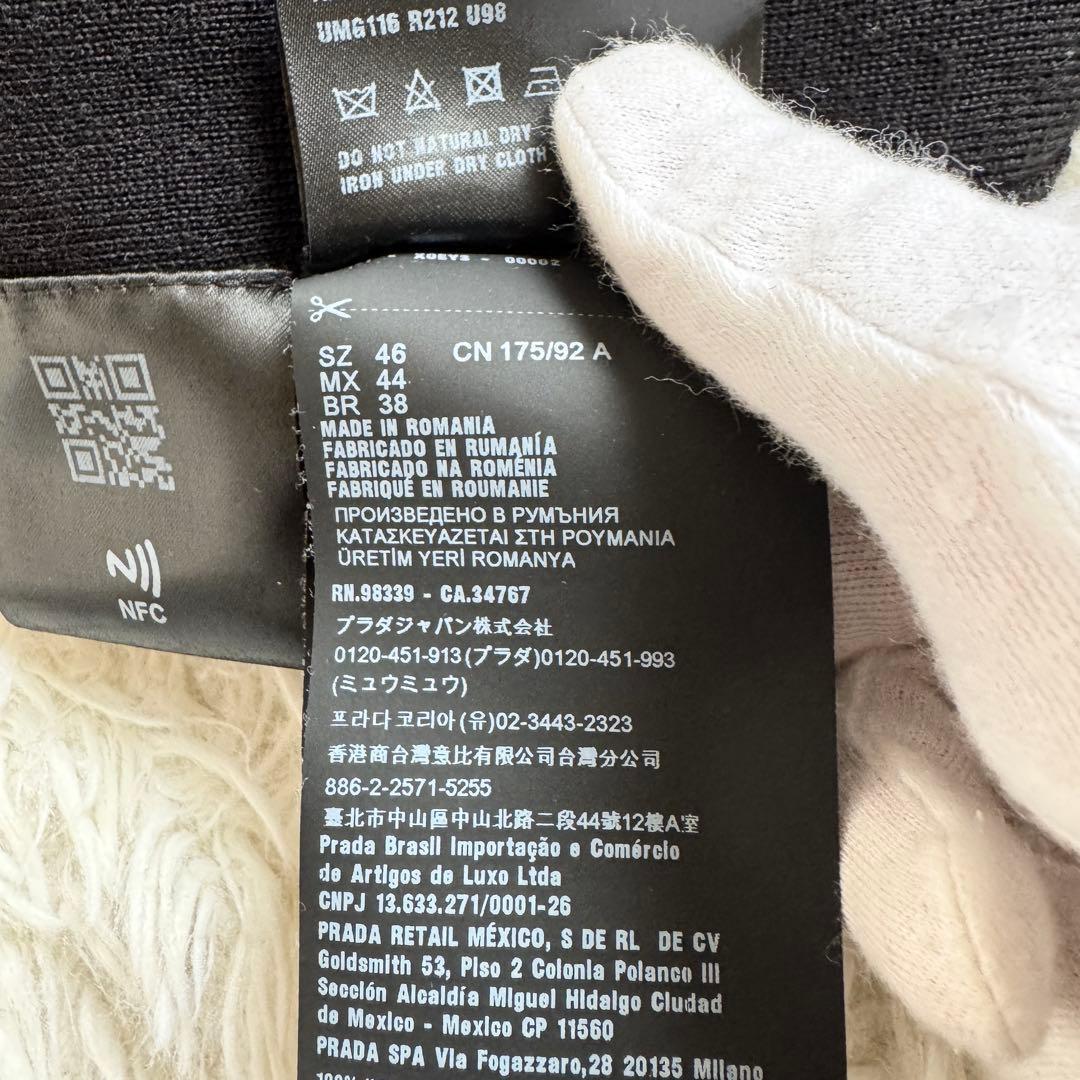 UMG116 R212 U98
DO NOT NATURAL DRY
IRON UNDER DRY CLOTH
SZ 46 CN 175/92 A
MX 44
BR 38
MADE IN ROMANIA
FABRICADO EN RUMANÍA
FABRICADO NA ROMÉNIA
FABRIQUÉ EN ROUMANIE
ПРОИЗВЕДЕНО В РУМЪНИЯ
ΚΑΤΑΣΚΕΥΑΖΕΤΑΙ ΣΤΗ ΡΟΥΜΑΝΙΑ
ÜRETİM YERİ ROMANYA
RN.98339 - CA.34767
プラダジャパン株式会社
0120-451-913(プラダ)0120-451-993
(ミュウミュウ)
프라다코리아(유)02-3443-2323
香港商台灣意比有限公司台灣分公司
886-2-2571-5255
臺北市中山區中山北路二段44號12樓A室
Prada Brasil Importação e Comércio
de Artigos de Luxo Ltda
CNPJ 13.633.271/0001-26
PRADA RETAIL MÉXICO, S DE RL DE CV
Goldsmith 53, Piso 2 Colonia Polanco III
Sección Alcaldía Miguel Hidalgo Ciudad
de Mexico - Mexico CP 11560
PRADA SPA Via Fogazzaro,28 20135 Milano
NFC